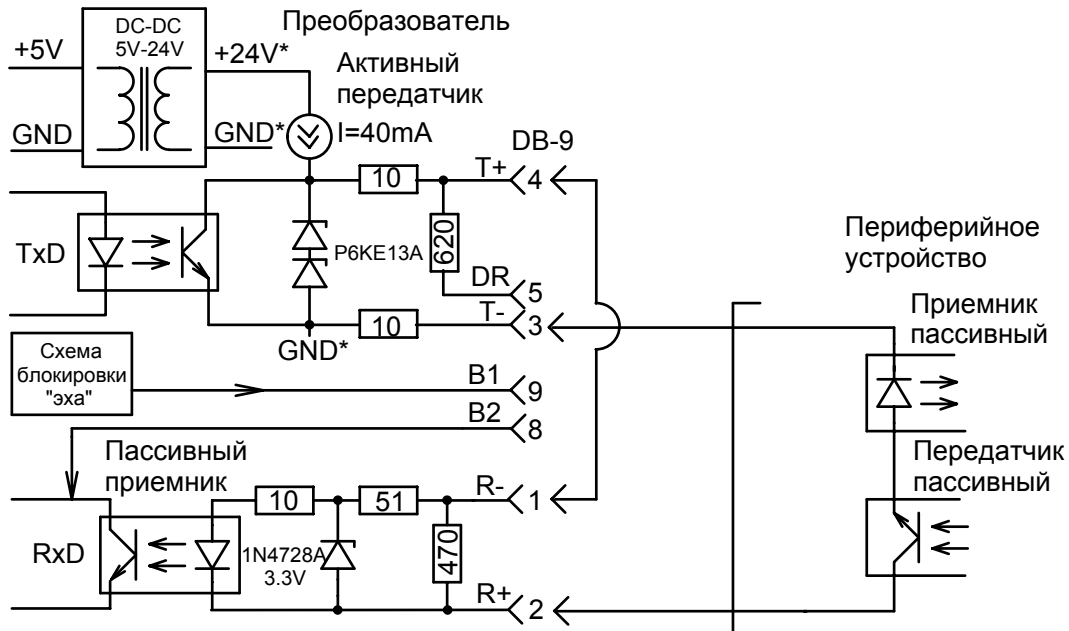 Преобразователь
DC-DC
5V-24V
+5V
+24V*
GND
GND*
Активный
передатчик
I=40mA
DB-9
10
T+
4
TxD
P6KE13A
620
DR
5
10
T-
3
GND*
Схема
блокировки
"эха"
B1
9
B2
8
Пассивный
приемник
10
51
R-
1
RxD
1N4728A
3.3V
470
R+
2
Периферийное
устройство
Приемник
пассивный
Передатчик
пассивный